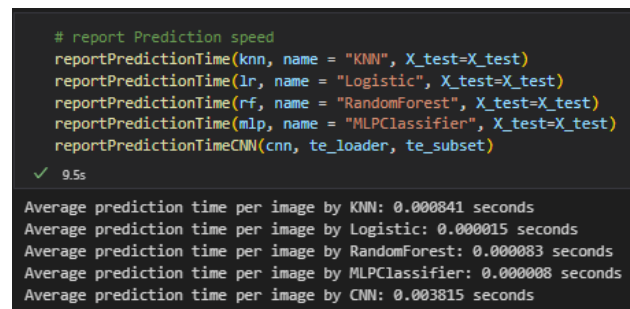 # report Prediction speed
reportPredictionTime(knn, name = "KNN", X_test=X_test)
reportPredictionTime(lr, name = "Logistic", X_test=X_test)
reportPredictionTime(rf, name = "RandomForest", X_test=X_test)
reportPredictionTime(mlp, name = "MLPClassifier", X_test=X_test)
reportPredictionTimeCNN(cnn, te_loader, te_subset)
✓ 9.5s
Average prediction time per image by KNN: 0.000841 seconds
Average prediction time per image by Logistic: 0.000015 seconds
Average prediction time per image by RandomForest: 0.000083 seconds
Average prediction time per image by MLPClassifier: 0.000008 seconds
Average prediction time per image by CNN: 0.003815 seconds